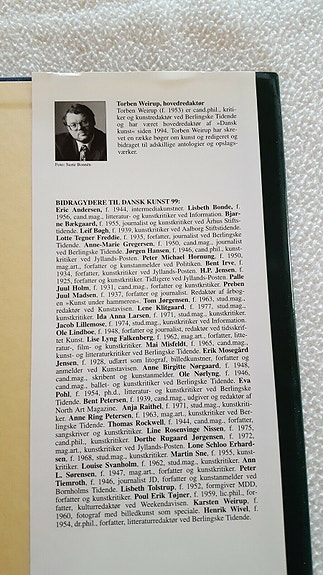 Torben Weirup, hovedredaktør
Torben Weirup (f. 1953) er cand.phil., kriti-
ker og kunstredaktør ved Berlingske Tidende
og har været hovedredaktør af »Dansk
kunst« siden 1994. Torben Weirup har skre-
vet en række bøger om kunst og redigeret og
bidraget til adskillige antologier og opslags-
værker.
BIDRAGYDERE TIL DANSK KUNST 99:
Eric Andersen, f. 1944, intermediakunstner. Lisbeth Bonde, f.
1956, cand.mag., litteratur- og kunstkritiker ved Information. Bjar-
ne Bækgaard, f. 1955, journalist og kunstkritiker ved Århus Stifts-
tidende. Leif Bøgh, f. 1939, kunstkritiker ved Aalborg Stiftstidende.
Lotte Tegner Freddie, f. 1935, forfatter, journalist ved Berlingske
Tidende. Anne-Marie Gregersen, f. 1950, cand.mag., journalist
ved Berlingske Tidende. Jørgen Hansen, f. 1946, cand.phil., kunst-
kritiker ved Jyllands-Posten. Peter Michael Hornung, f. 1950,
mag.art., forfatter og kunstanmelder ved Politiken. Bent Irve, f.
1934, forfatter, kunstkritiker ved Jyllands-Posten. H.P. Jensen, f.
1925, forfatter og kunstkritiker. Tidligere ved Jyllands-Posten. Palle
Juul Holm, f. 1931, cand.mag., forfatter og kunstkritiker. Preben
Juul Madsen, f. 1937, forfatter og journalist. Redaktør af årbog-
en »Kunst under hammeren«. Tom Jørgensen, f. 1963, stud.mag.,
redaktør ved Kunstavisen. Lene Klitgaard, f. 1977, stud.mag.,
kunstkritiker. Ida Anna Larsen, f. 1971, stud.mag., kunstkritiker.
Jacob Lillemose, f. 1974, stud.mag., kunstkritiker ved Information.
Ole Lindboe, f. 1948, forfatter og journalist, redaktør ved tidsskrif-
tet Kunst. Lise Lyng Falkenberg, f. 1962, mag.art., forfatter, litte-
ratur-, film- og kunstkritiker. Mai Misfeldt, f. 1965, cand.mag.,
kunst- og litteraturkritiker ved Berlingske Tidende. Erik Mosegård
Jensen, f. 1928, udlært som litograf, billedkunstner, forfatter og
anmelder ved Kunstavisen. Anne Birgitte Nørgaard, f. 1948,
cand.mag., skribent og kunstanmelder. Ole Nørlyng, f. 1946,
cand.mag., ballet- og kunstkritiker ved Berlingske Tidende. Eva
Pohl, f. 1954, ph.d., litteratur- og kunstkritiker ved Berlingske
Tidende. Bent Petersen, f. 1939, cand.mag., udgiver og redaktør af
North Art Magazine. Anja Raithel, f. 1971, stud.mag., kunstkriti-
ker. Anne Ring Petersen, f. 1963, mag.art., kunstkritiker ved Ber-
lingske Tidende. Thomas Rockwell, f. 1944, cand.mag., forfatter,
sangskriver og kunstkritiker. Line Rosenvinge Nissen, f. 1975,
cand.phil., kunstkritiker. Dorthe Rugaard Jørgensen, f. 1972,
mag.art., kunstkritiker ved Jyllands-Posten. Lone Schloo Erhard-
sen, f. 1968, stud.mag., kunstkritiker. Martin Sne, f. 1955, kunst-
kritiker. Louise Svanholm, f. 1962, stud.mag., kunstkritiker. Ann
L. Sørensen, f. 1947, mag.art., forfatter og kunstkritiker. Peter
Tiemroth, f. 1946, journalist JD, forfatter og kunstanmelder ved
Bornholms Tidende. Lisbeth Tolstrup, f. 1952, formgiver MDD,
forfatter og kunstkritiker. Poul Erik Tøjner, f. 1959, lic.phil., for-
fatter, kulturredaktør ved Weekendavisen. Karsten Weirup, f.
1960, fotograf med billedkunst som speciale. Henrik Wivel, f.
1954, dr.phil., forfatter, litteraturredaktør ved Berlingske Tidende.